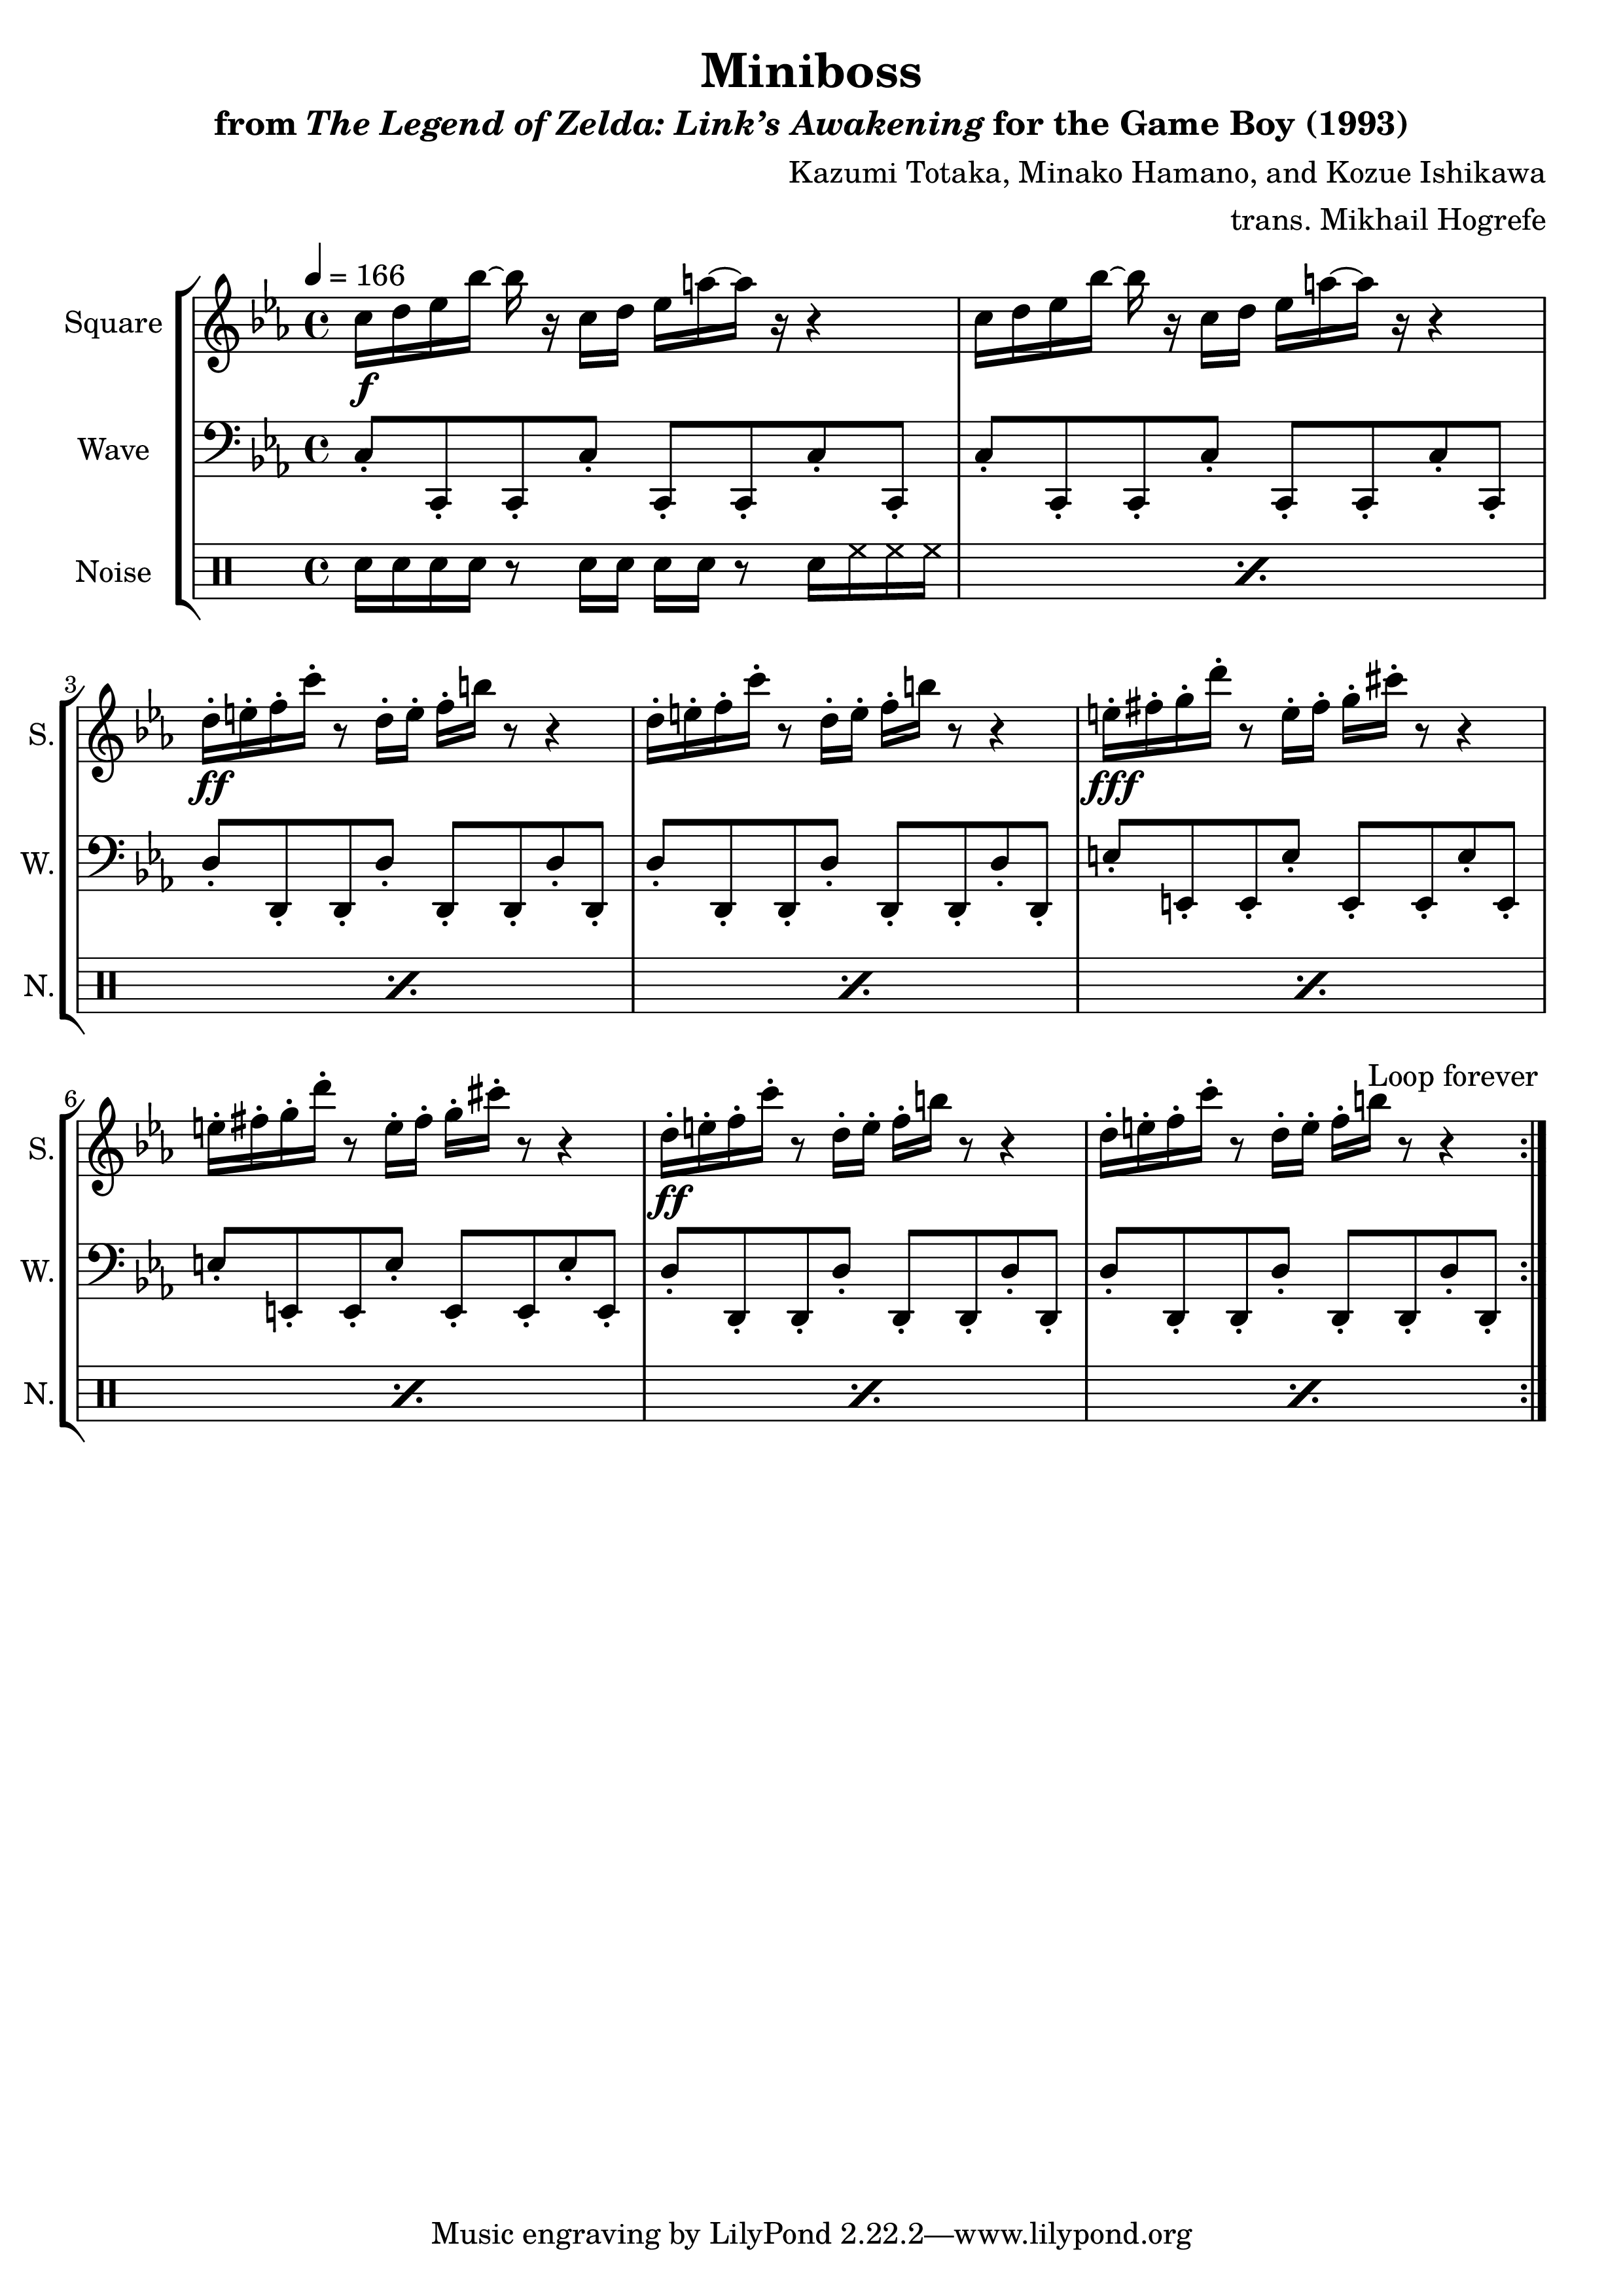 Miniboss
from The Legend of Zelda: Link’s Awakening for the Game Boy (1993)
Kazumi Totaka, Minako Hamano, and Kozue Ishikawa
trans. Mikhail Hogrefe
= 166
Square
f
Wave
Noise
3
S.
ff
fff
W.
N.
Loop forever
6
S.
ff
W.
N.
Music engraving by LilyPond 2.22.2—www.lilypond.org